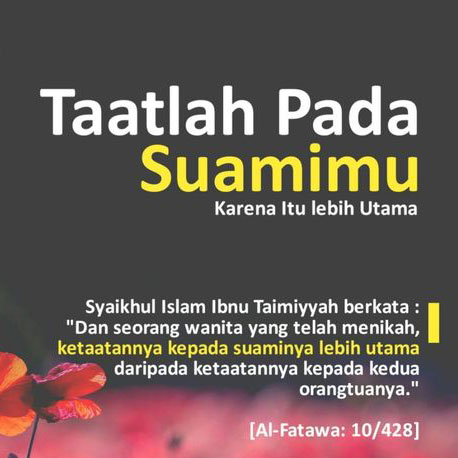 Taatlah Pada
Suamimu
Karena Itu lebih Utama
Syaikhul Islam Ibnu Taimiyyah berkata :
"Dan seorang wanita yang telah menikah,
ketaatannya kepada suaminya lebih utama
daripada ketaatannya kepada kedua
orangtuanya."
[Al-Fatawa: 10/428]